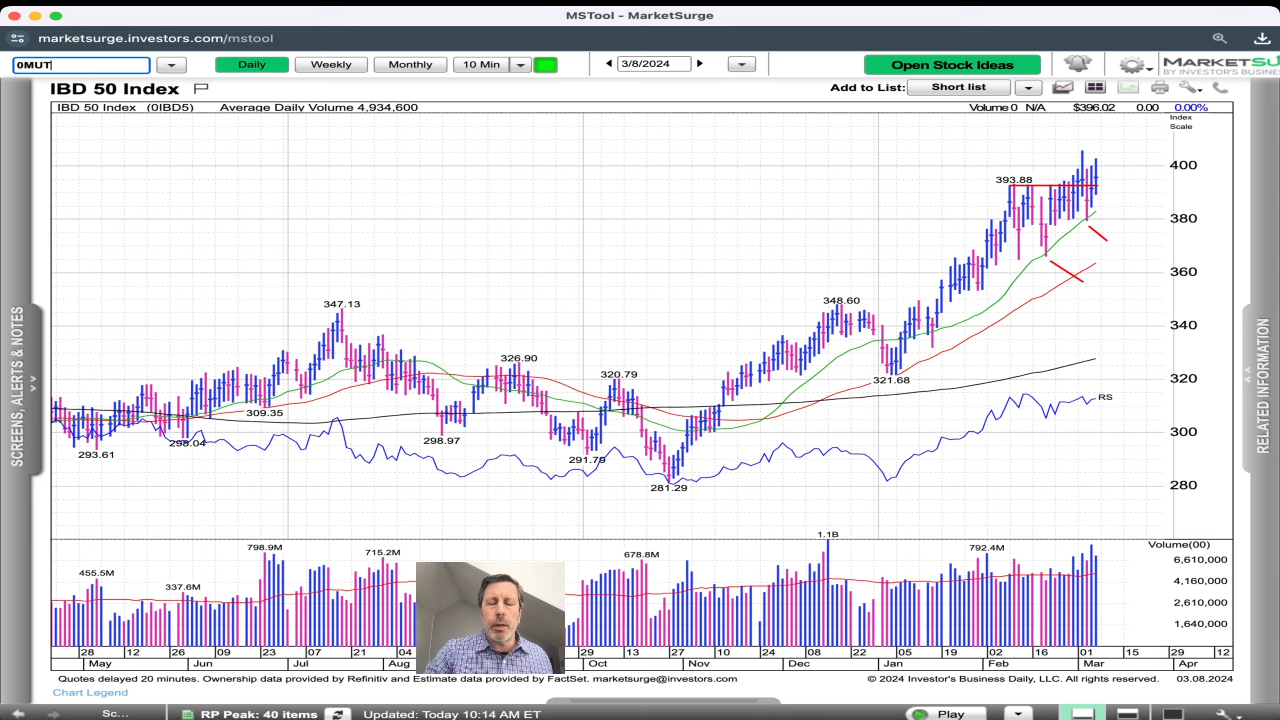 MSTool - MarketSurge
marketsurge.investors.com/mstool
0MUT Daily Weekly Monthly 10 Min 3/8/2024 Open Stock Ideas MARKETSU
BY INVESTOR'S BUSINE
IBD 50 Index Add to List: Short list
IBD 50 Index (0IBD5) Average Daily Volume 4,934,600 Volume 0 N/A $396.02 0.00 0.00%
Index
Scale
400
393.88
380
360
347.13 348.60
340
326.90
320.79 321.68 320
309.35
RS
298.04 298.97 300
293.61 291.79
281.29 280
1.1B
798.9M 715.2M 678.8M 792.4M Volume(00)
6,610,000
455.5M 4,160,000
337.6M 2,610,000
1,640,000
28 12 26 09 23 07 21 04 29 13 27 10 24 08 22 05 19 02 16 01 15 29 12
May Jun Jul Aug Oct Nov Dec Jan Feb Mar Apr
Quotes delayed 20 minutes. Ownership data provided by Refinitiv and Estimate data provided by FactSet. marketsurge@investors.com © 2024 Investor's Business Daily, LLC. All rights reserved. 03.08.2024
Chart Legend
Sc... RP Peak: 40 items Updated: Today 10:14 AM ET Play
SCREENS, ALERTS & NOTES
RELATED INFORMATION